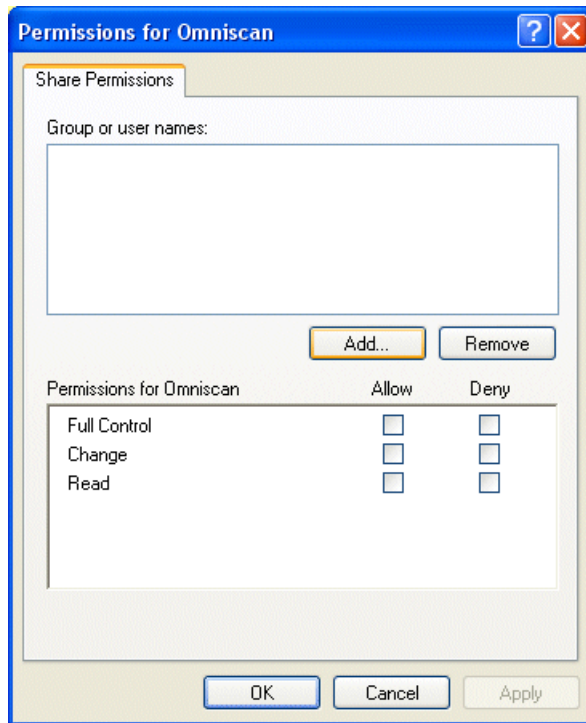 Permissions for Omniscan
Share Permissions
Group or user names:
Add... Remove
Permissions for Omniscan Allow Deny
Full Control
Change
Read
OK Cancel Apply